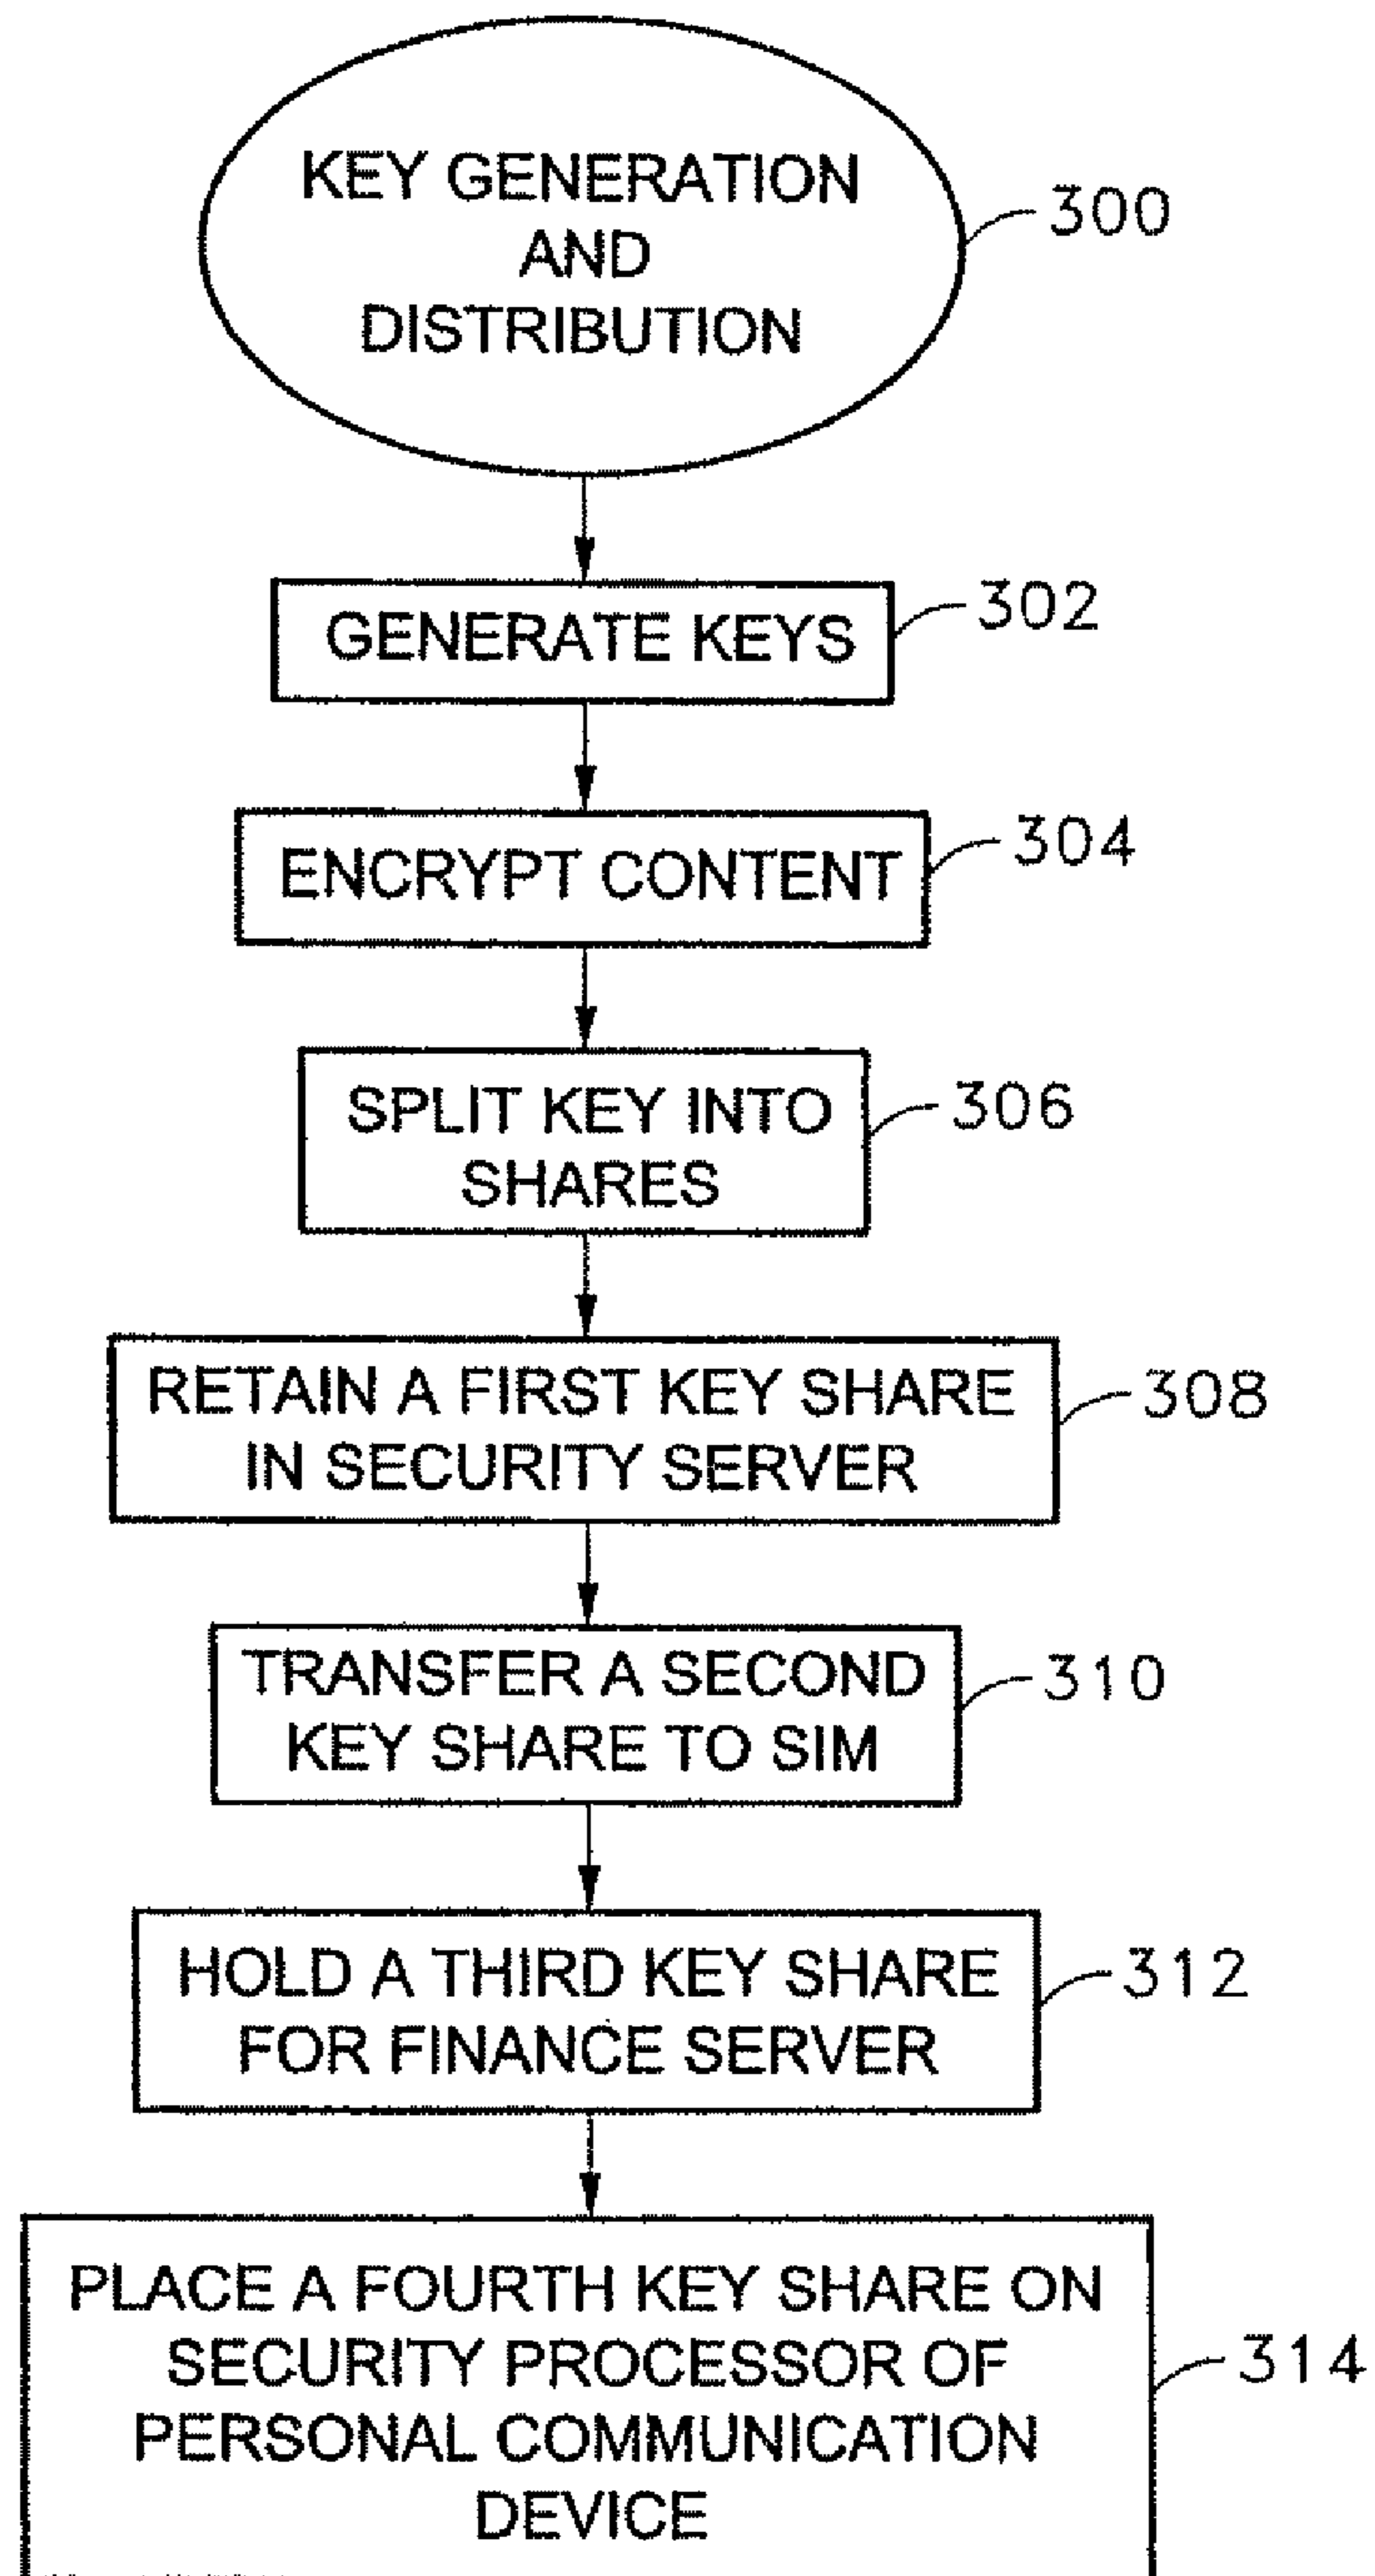 KEY GENERATION
AND
DISTRIBUTION
300
GENERATE KEYS
302
ENCRYPT CONTENT
304
SPLIT KEY INTO
SHARES
306
RETAIN A FIRST KEY SHARE
IN SECURITY SERVER
308
TRANSFER A SECOND
KEY SHARE TO SIM
310
HOLD A THIRD KEY SHARE
FOR FINANCE SERVER
312
PLACE A FOURTH KEY SHARE ON
SECURITY PROCESSOR OF
PERSONAL COMMUNICATION
DEVICE
314